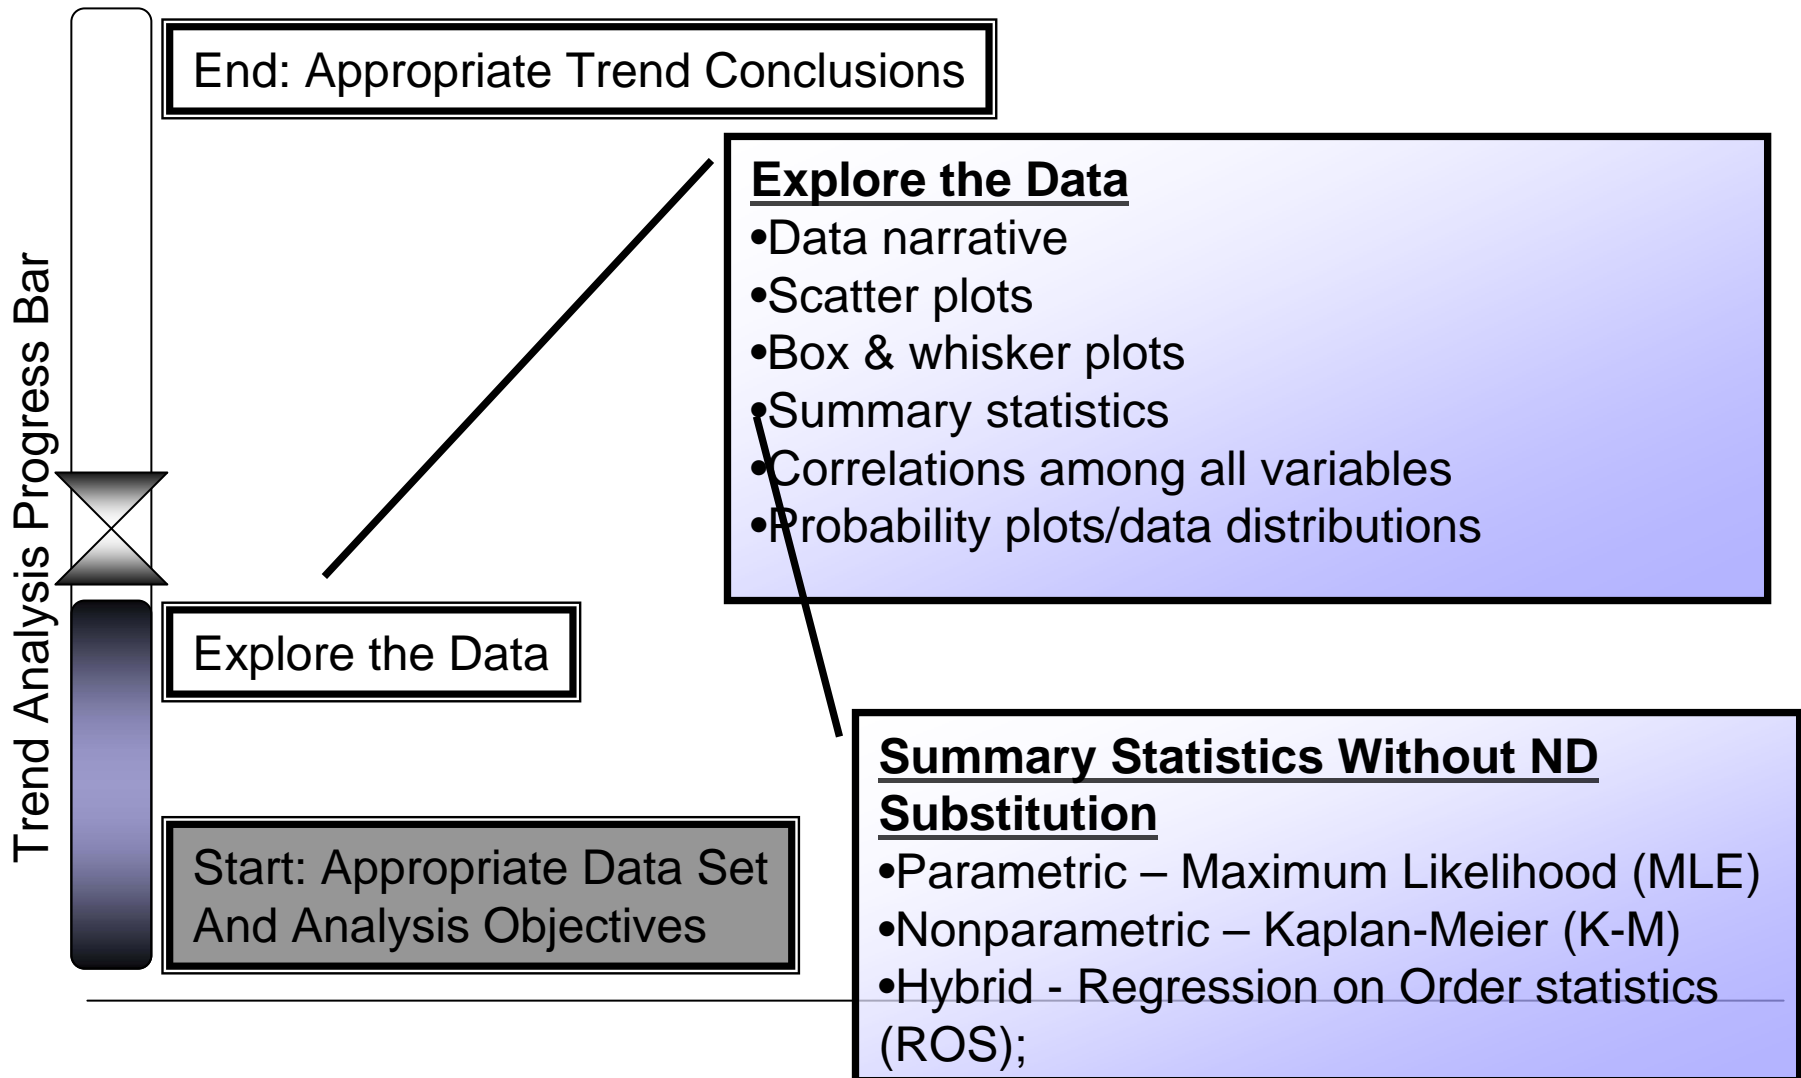 Trend Analysis Progress Bar
End: Appropriate Trend Conclusions
Explore the Data
•Data narrative
•Scatter plots
•Box & whisker plots
•Summary statistics
•Correlations among all variables
•Probability plots/data distributions
Explore the Data
Start: Appropriate Data Set
And Analysis Objectives
Summary Statistics Without ND
Substitution
•Parametric – Maximum Likelihood (MLE)
•Nonparametric – Kaplan-Meier (K-M)
•Hybrid - Regression on Order statistics
(ROS);